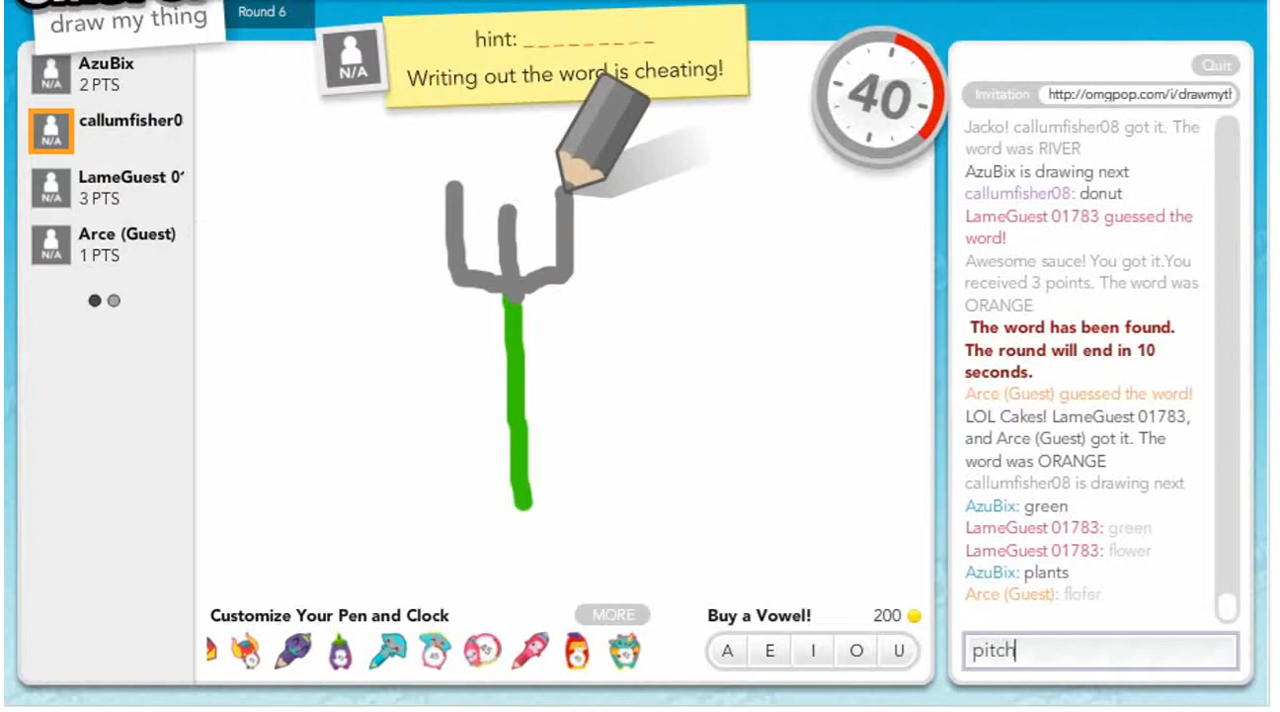 draw my thing
Round 6
N/A
hint: _ _ _ _ _ _ _ _ _
Writing out the word is cheating!
40
N/A
AzuBix
2 PTS
N/A
callumfisher0
N/A
LameGuest 01
3 PTS
N/A
Arce (Guest)
1 PTS
Customize Your Pen and Clock
MORE
Buy a Vowel!
200
A E I O U
Quit
Invitation
http://omgpop.com/i/drawmyth
Jacko! callumfisher08 got it. The
word was RIVER
AzuBix is drawing next
callumfisher08: donut
LameGuest 01783 guessed the
word!
Awesome sauce! You got it.You
received 3 points. The word was
ORANGE
The word has been found.
The round will end in 10
seconds.
Arce (Guest) guessed the word!
LOL Cakes! LameGuest 01783,
and Arce (Guest) got it. The
word was ORANGE
callumfisher08 is drawing next
AzuBix: green
LameGuest 01783: green
LameGuest 01783: flower
AzuBix: plants
Arce (Guest): flofer
pitch